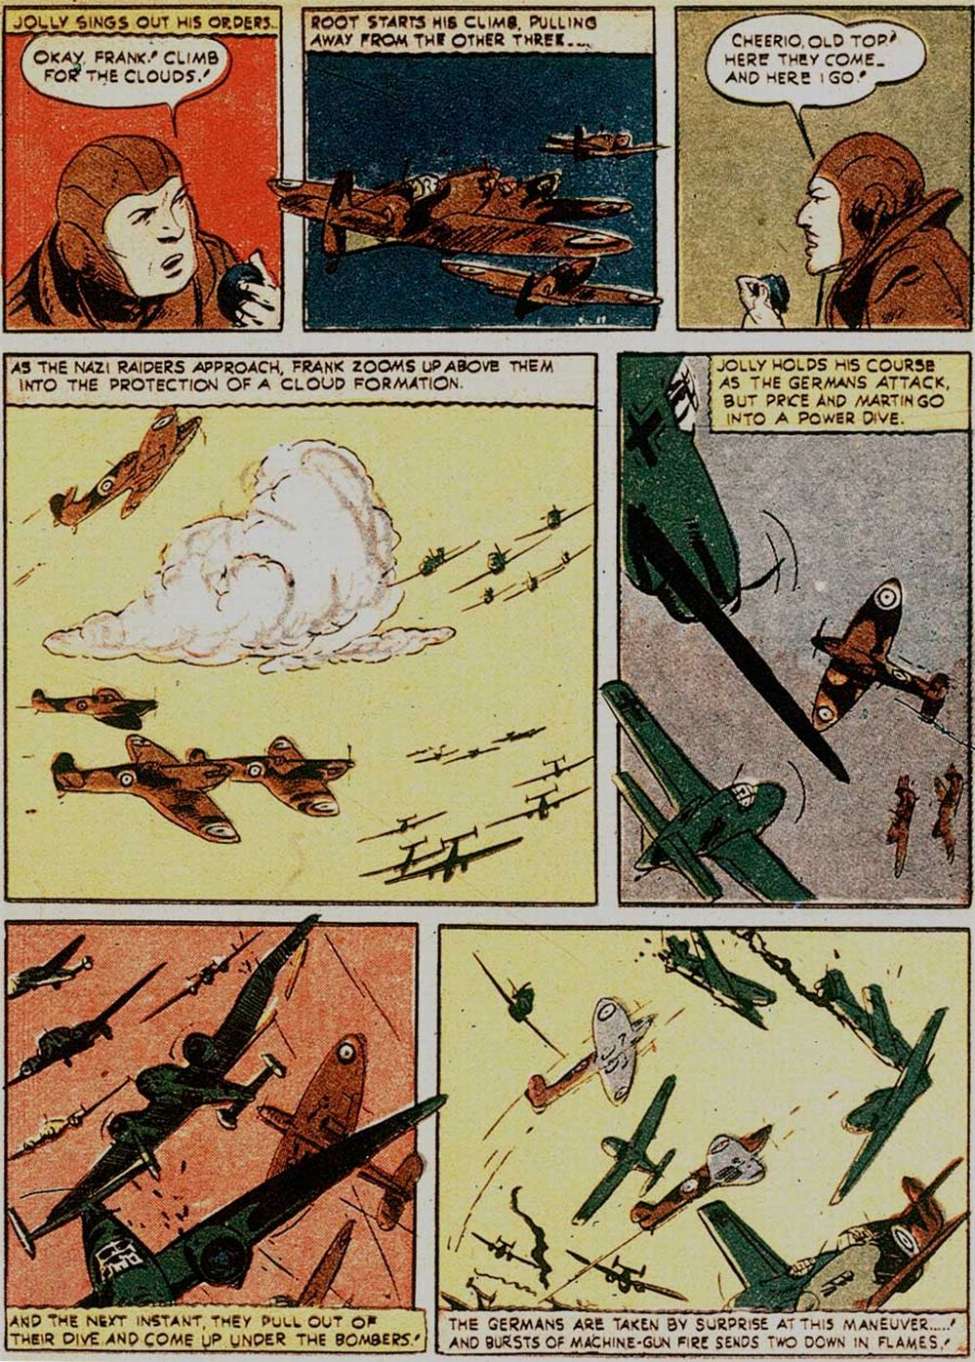 JOLLY SINGS OUT HIS ORDERS..
OKAY, FRANK! CLIMB
FOR THE CLOUDS!
ROOT STARTS HIS CLIMB, PULLING
AWAY FROM THE OTHER THREE....
CHEERIO, OLD TOP!
HERE THEY COME_
AND HERE I GO!
AS THE NAZI RAIDERS APPROACH, FRANK ZOOMS UP ABOVE THEM
INTO THE PROTECTION OF A CLOUD FORMATION.
JOLLY HOLDS HIS COURSE
AS THE GERMANS ATTACK,
BUT PRICE AND MARTIN GO
INTO A POWER DIVE.
AND THE NEXT INSTANT, THEY PULL OUT OF
THEIR DIVE AND COME UP UNDER THE BOMBERS!
THE GERMANS ARE TAKEN BY SURPRISE AT THIS MANEUVER.....!
AND BURSTS OF MACHINE-GUN FIRE SENDS TWO DOWN IN FLAMES!